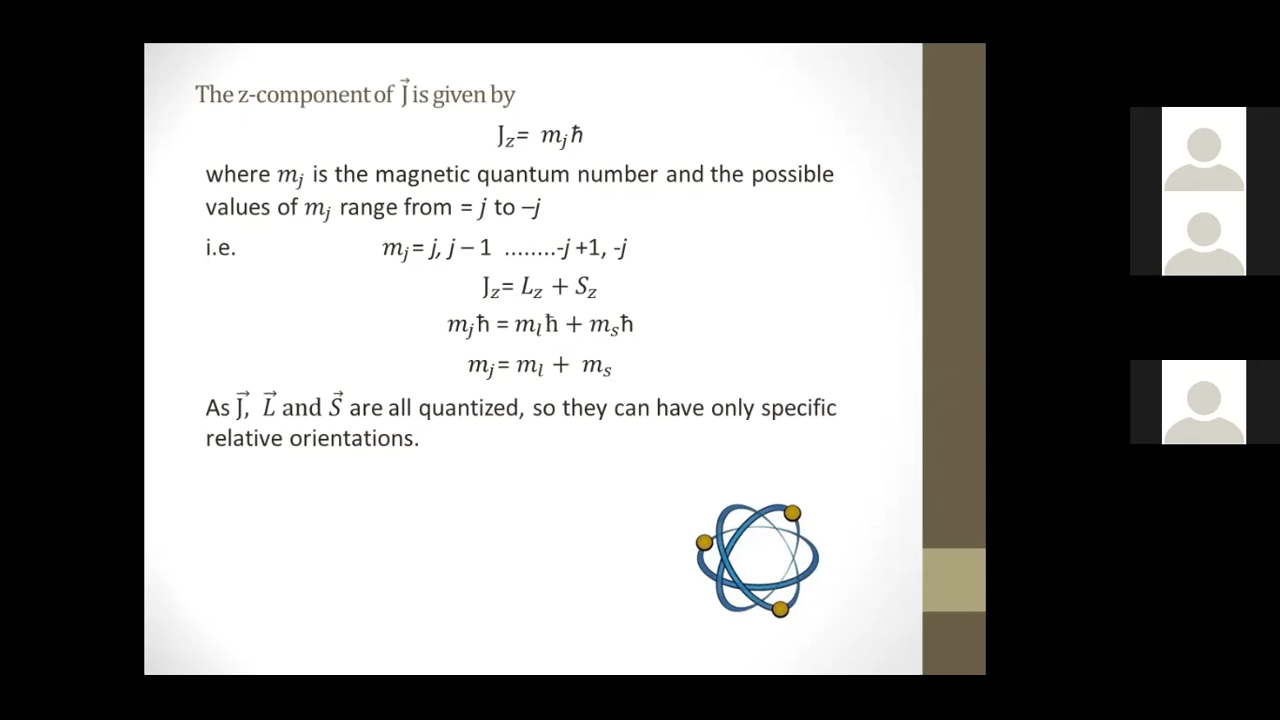 The z-component of J⃗ is given by
J_z = m_j ħ
where m_j is the magnetic quantum number and the possible
values of m_j range from = j to –j
i.e. m_j = j, j – 1 ........-j +1, -j
J_z = L_z + S_z
m_j ħ = m_l ħ + m_s ħ
m_j = m_l + m_s
As J⃗, L⃗ and S⃗ are all quantized, so they can have only specific
relative orientations.